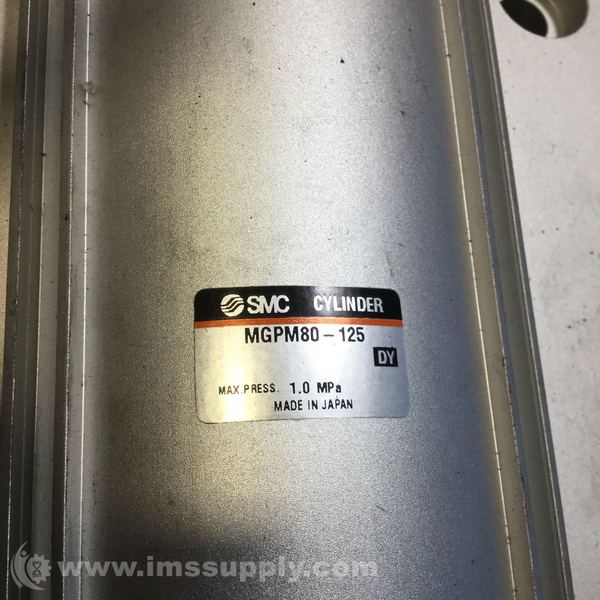 SMC CYLINDER
MGPM80-125
DY
MAX.PRESS. 1.0 MPa
MADE IN JAPAN
www.imssupply.com